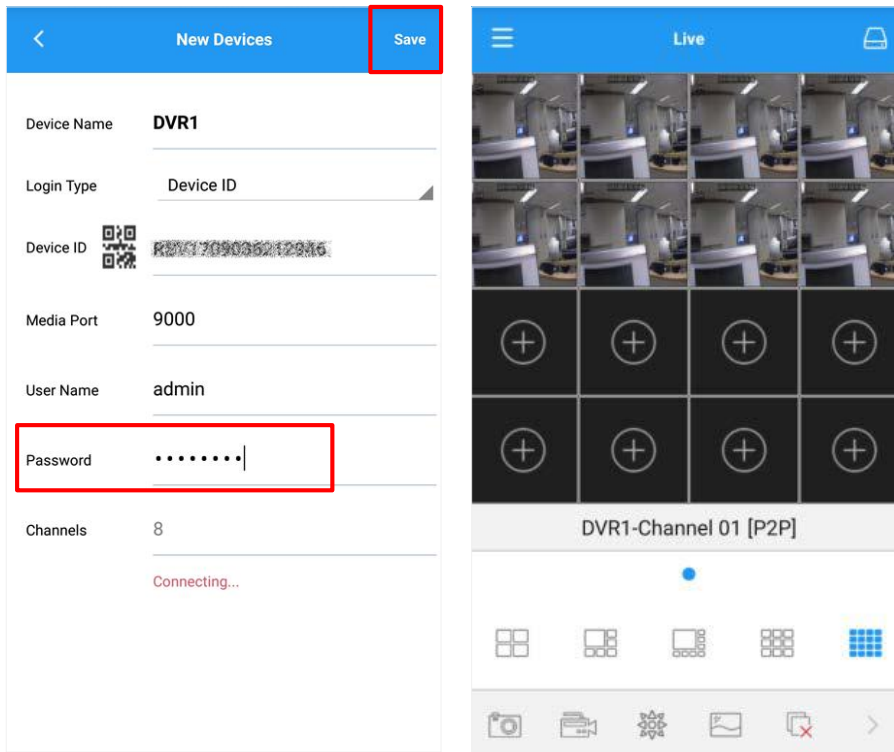 New Devices
Save
Device Name
DVR1
Login Type
Device ID
Device ID
Media Port
9000
User Name
admin
Password
••••••••
Channels
8
Connecting...
Live
DVR1-Channel 01 [P2P]